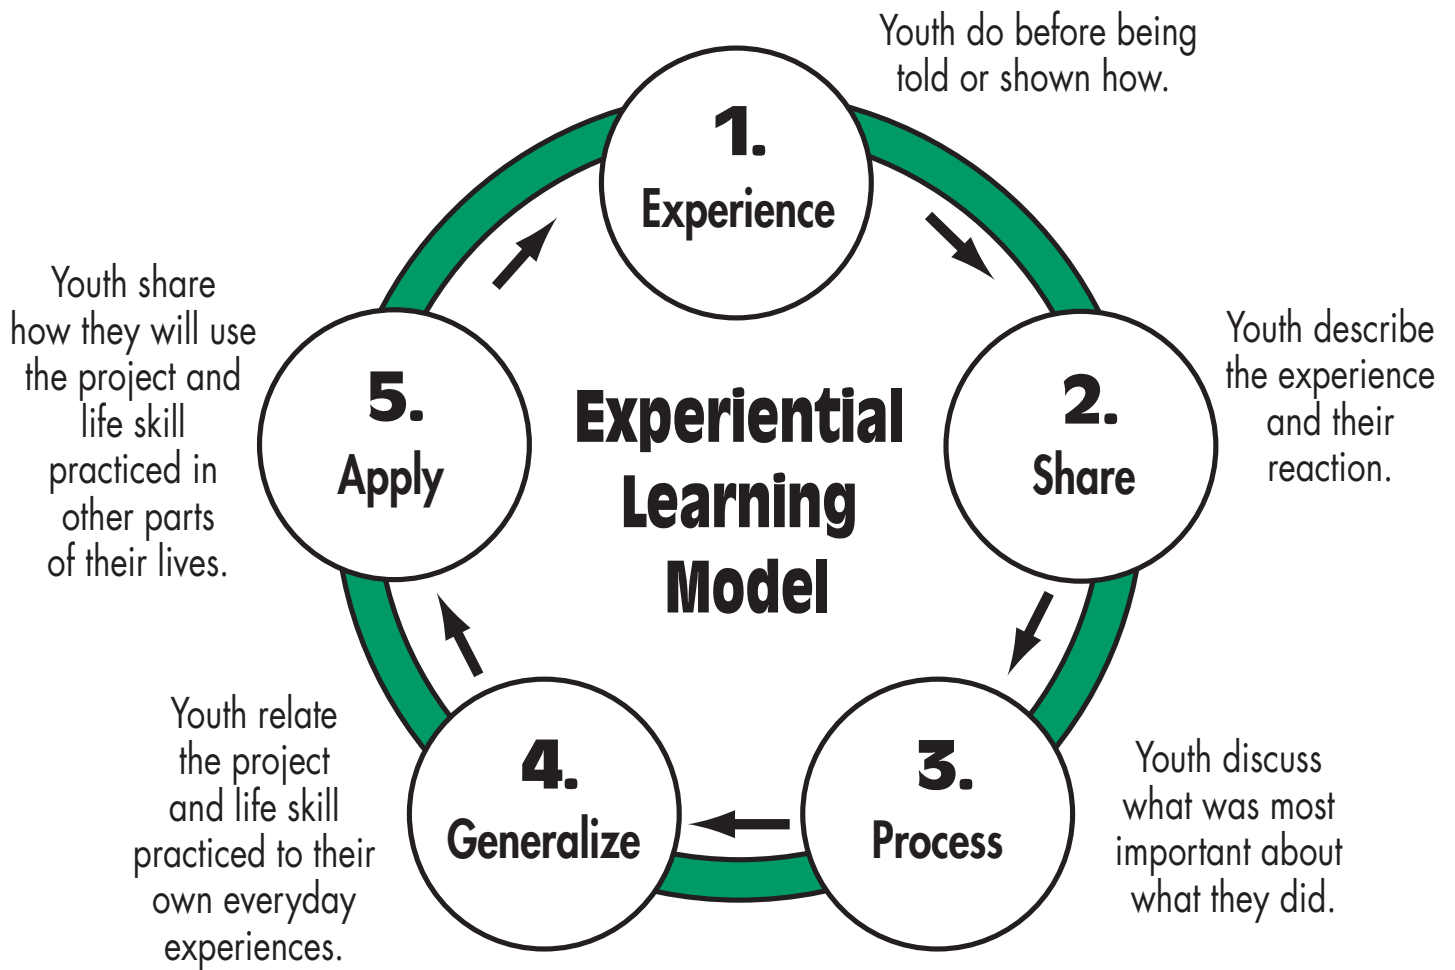 Youth do before being
told or shown how.
1.
Experience
Youth describe
the experience
and their
reaction.
2.
Share
Youth discuss
what was most
important about
what they did.
3.
Process
Youth relate
the project
and life skill
practiced to their
own everyday
experiences.
4.
Generalize
Youth share
how they will use
the project and
life skill
practiced in
other parts
of their lives.
5.
Apply
Experiential
Learning
Model